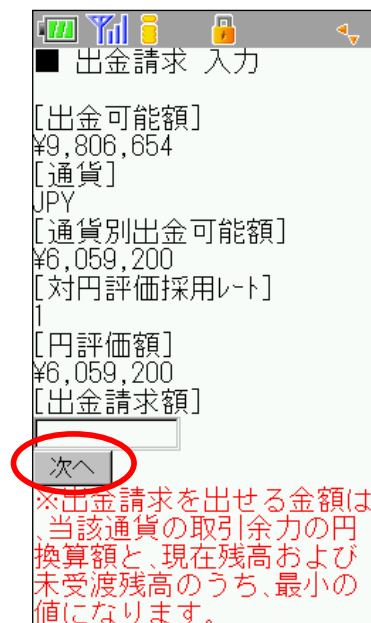 ■ 出金請求 入力
[出金可能額]
¥9,806,654
[通貨]
JPY
[通貨別出金可能額]
¥6,059,200
[対円評価採用ﾚｰﾄ]
1
[円評価額]
¥6,059,200
[出金請求額]
次へ
※出金請求を出せる金額は
、当該通貨の取引余力の円
換算額と、現在残高および
未受渡残高のうち、最小の
値になります。